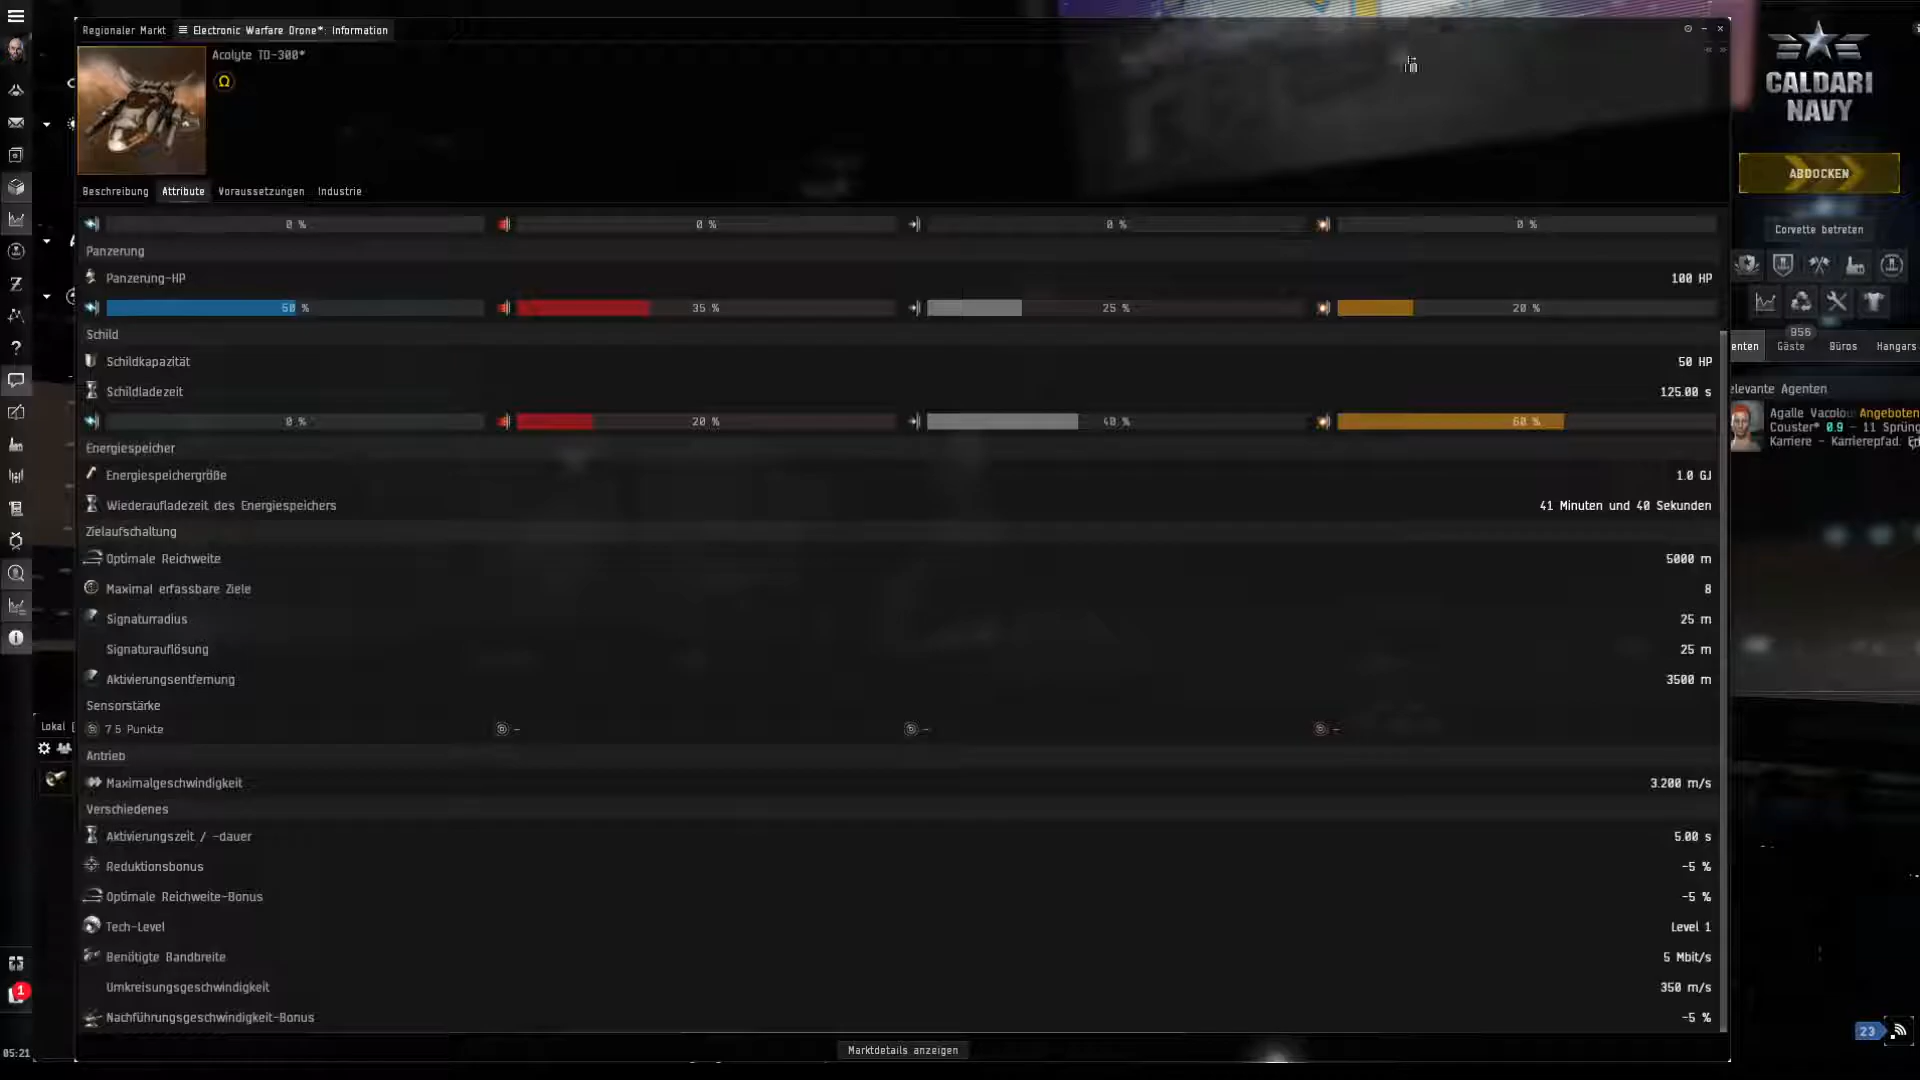 Regionaler Markt
Electronic Warfare Drone*: Information
Acolyte TD-300*
CALDARI
NAVY
ABDOCKEN
Beschreibung Attribute Voraussetzungen Industrie
0 % 0 % 0 % 0 %
Corvette betreten
Panzerung
Panzerung-HP 100 HP
50 % 35 % 25 % 20 %
Schild
956
enten Gäste Büros Hangars
Schildkapazität 50 HP
Schildladezeit 125.00 s
elevante Agenten
Agalle Vacolo Angeboten
Couster* 0.9 - 11 Sprüng
Karriere - Karrierepfad.
0 % 20 % 40 % 60 %
Energiespeicher
Energiespeichergröße 1.0 GJ
Wiederaufladezeit des Energiespeichers 41 Minuten und 40 Sekunden
Zielaufschaltung
Optimale Reichweite 5000 m
Maximal erfassbare Ziele 8
Signaturradius 25 m
Signaturauflösung 25 m
Aktivierungsentfernung 3500 m
Sensorstärke
7.5 Punkte - - -
Lokal [
Antrieb
Maximalgeschwindigkeit 3.200 m/s
Verschiedenes
Aktivierungszeit / -dauer 5.00 s
Reduktionsbonus -5 %
Optimale Reichweite-Bonus -5 %
Tech-Level Level 1
Benötigte Bandbreite 5 Mbit/s
Umkreisungsgeschwindigkeit 350 m/s
Nachführungsgeschwindigkeit-Bonus -5 %
1
23
05:21
Marktdetails anzeigen